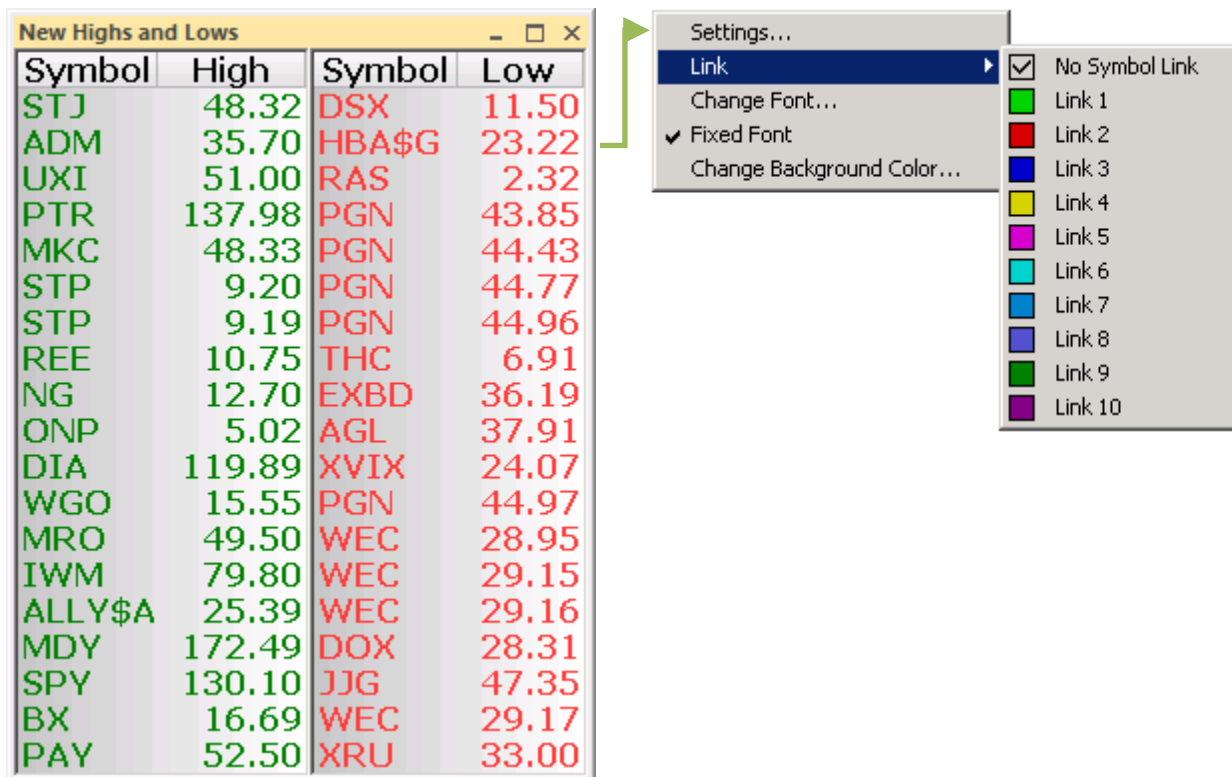 New Highs and Lows
Symbol High Symbol Low
STJ 48.32 DSX 11.50
ADM 35.70 HBA$G 23.22
UXI 51.00 RAS 2.32
PTR 137.98 PGN 43.85
MKC 48.33 PGN 44.43
STP 9.20 PGN 44.77
STP 9.19 PGN 44.96
REE 10.75 THC 6.91
NG 12.70 EXBD 36.19
ONP 5.02 AGL 37.91
DIA 119.89 XVIX 24.07
WGO 15.55 PGN 44.97
MRO 49.50 WEC 28.95
IWM 79.80 WEC 29.15
ALLY$A 25.39 WEC 29.16
MDY 172.49 DOX 28.31
SPY 130.10 JJG 47.35
BX 16.69 WEC 29.17
PAY 52.50 XRU 33.00
Settings...
Link
Change Font...
Fixed Font
Change Background Color...
No Symbol Link
Link 1
Link 2
Link 3
Link 4
Link 5
Link 6
Link 7
Link 8
Link 9
Link 10